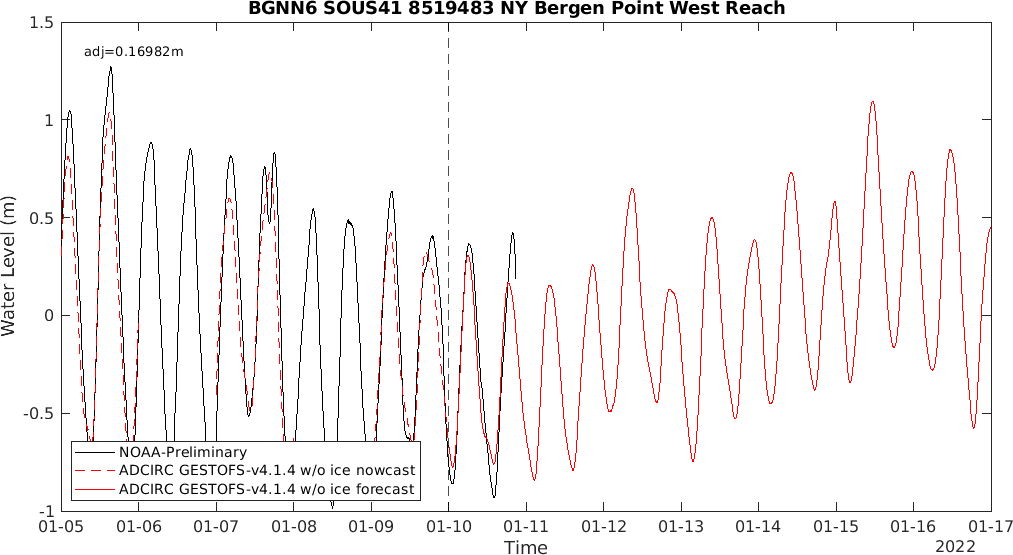 BGNN6 SOUS41 8519483 NY Bergen Point West Reach
adj=0.16982m
1.5
1
0.5
0
-0.5
-1
Water Level (m)
NOAA-Preliminary
ADCIRC GESTOFS-v4.1.4 w/o ice nowcast
ADCIRC GESTOFS-v4.1.4 w/o ice forecast
01-05 01-06 01-07 01-08 01-09 01-10 01-11 01-12 01-13 01-14 01-15 01-16 01-17
Time
2022